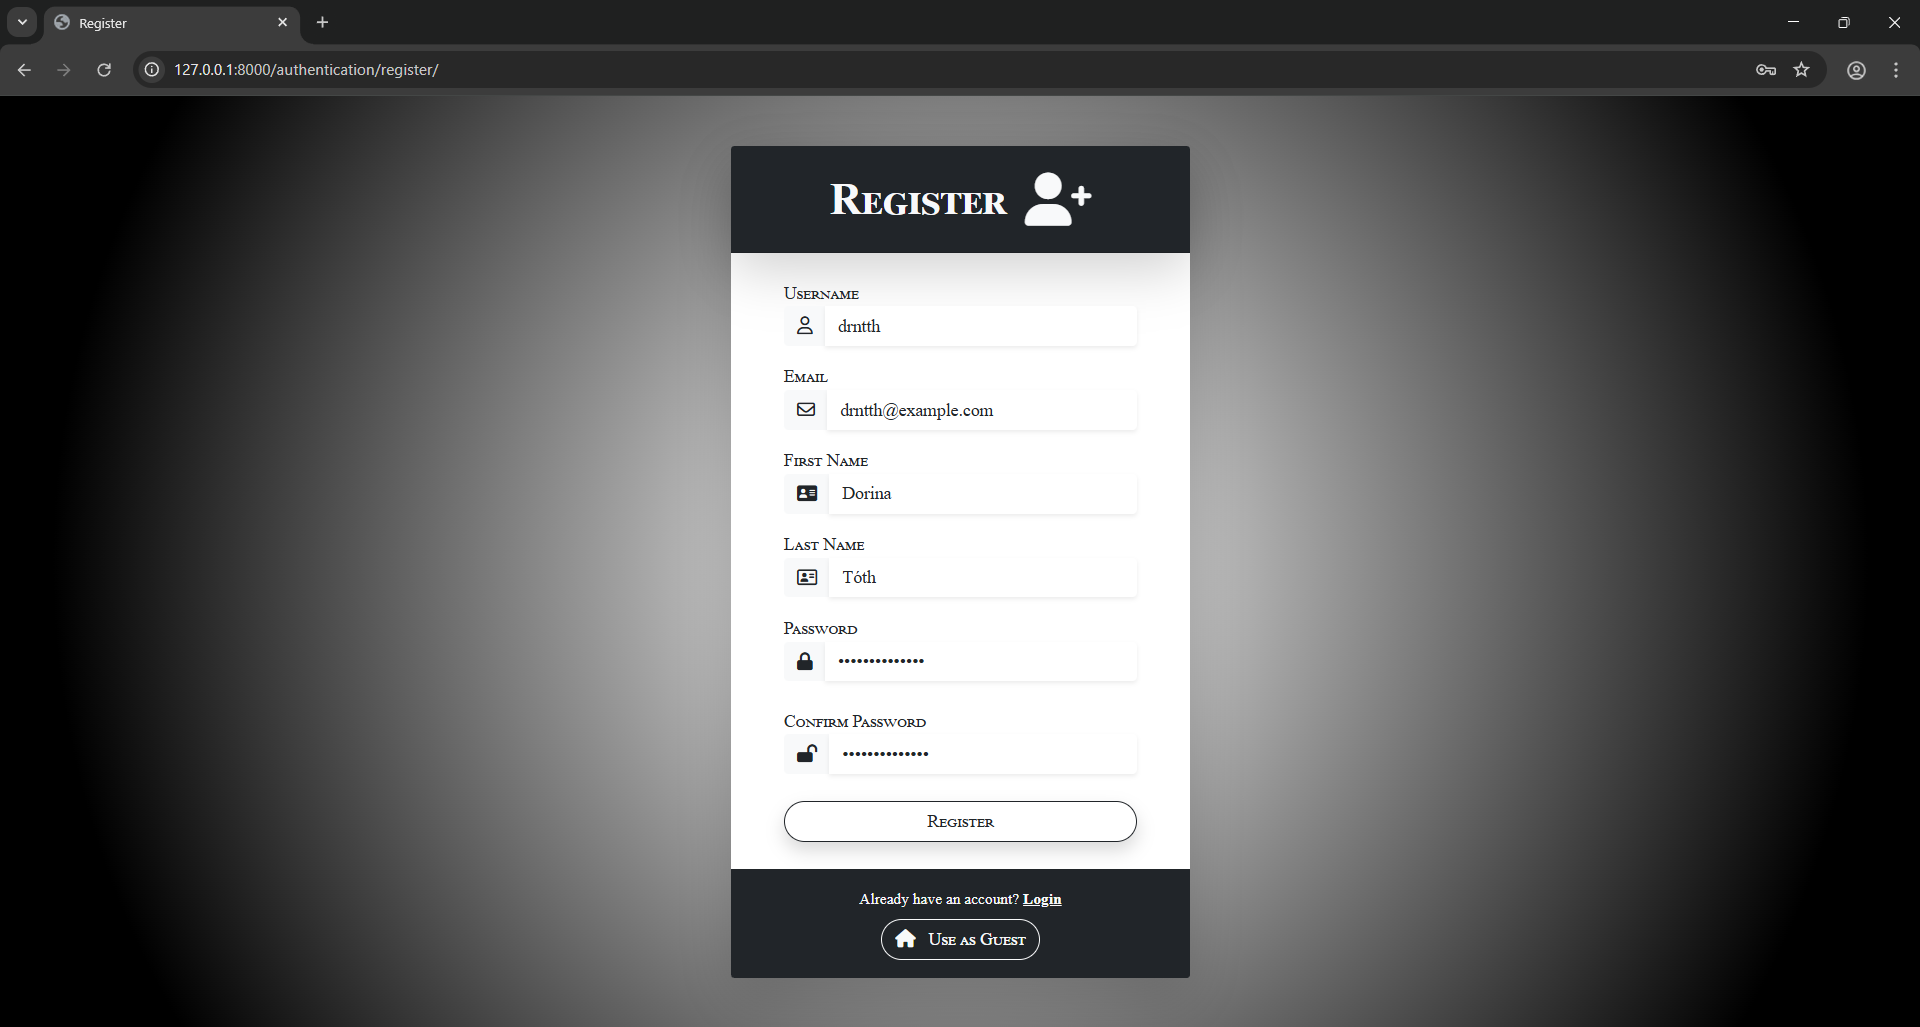 Register
127.0.0.1:8000/authentication/register/
Register
Username
drntth
Email
drntth@example.com
First Name
Dorina
Last Name
Tóth
Password
••••••••••••••
Confirm Password
••••••••••••••
Register
Already have an account? Login
Use as Guest